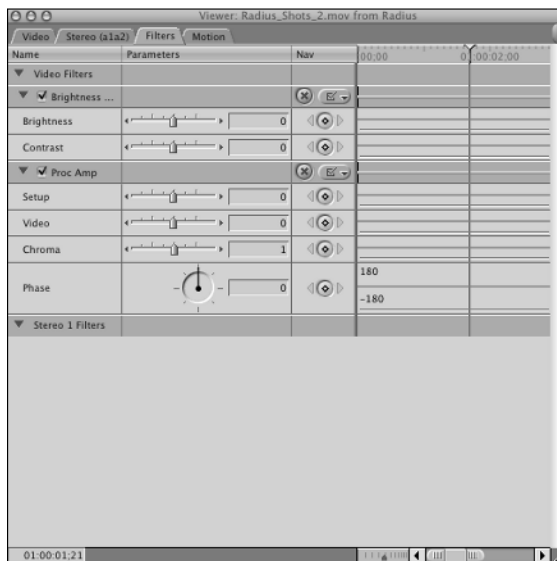 Viewer: Radius_Shots_2.mov from Radius
Video Stereo (a1a2) Filters Motion
Name Parameters Nav 00;00 0 00:02;00
Video Filters
Brightness ...
Brightness 0
Contrast 0
Proc Amp
Setup 0
Video 0
Chroma 1
180
Phase 0
-180
Stereo 1 Filters
01:00:01;21